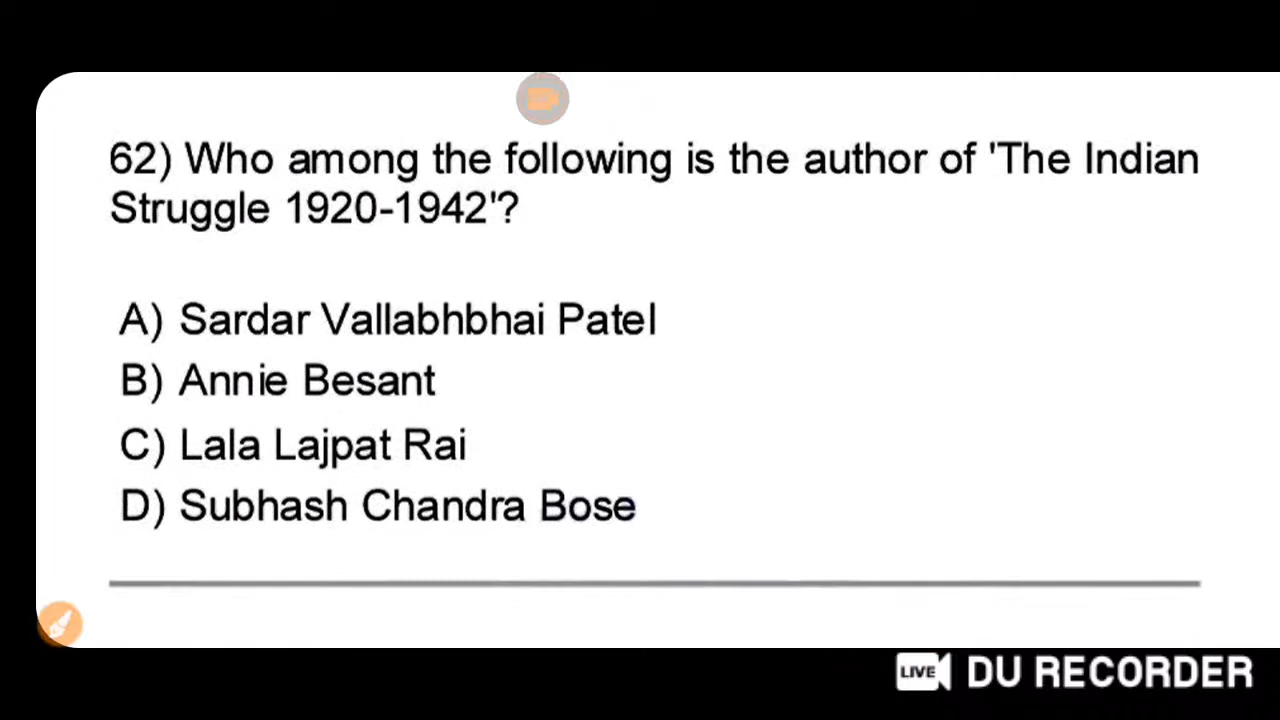 62) Who among the following is the author of 'The Indian
Struggle 1920-1942'?
A) Sardar Vallabhbhai Patel
B) Annie Besant
C) Lala Lajpat Rai
D) Subhash Chandra Bose
LIVE DU RECORDER